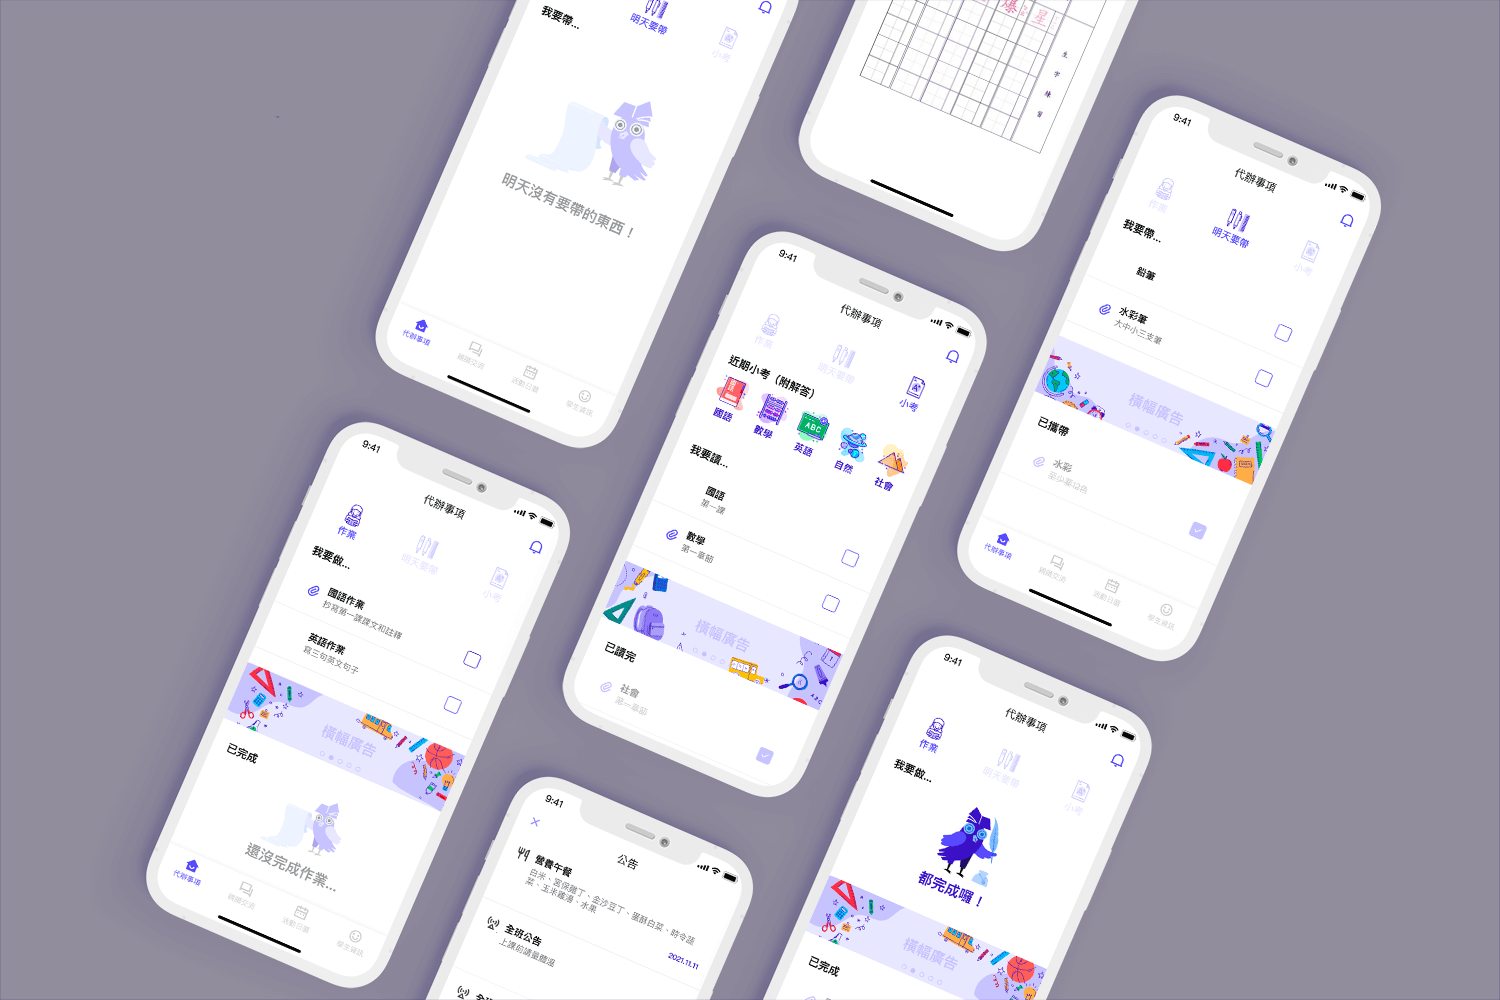 我要帶...
明天要帶
小考
明天沒有要帶的東西！
代辦事項
親師交流
活動日曆
學生資訊
爆
星
生
字
練
習
9:41
代辦事項
作業
明天要帶
小考
我要帶...
鉛筆
水彩筆
大中小三支筆
橫幅廣告
已攜帶
水彩
至少要12色
代辦事項
親師交流
活動日曆
學生資訊
9:41
代辦事項
作業
明天要帶
小考
近期小考（附解答）
國語
數學
ABC
英語
自然
社會
我要讀...
國語
第一課
數學
第一章節
橫幅廣告
已讀完
社會
第一章節
9:41
代辦事項
作業
明天要帶
小考
我要做...
國語作業
抄寫第一課課文和註釋
英語作業
寫三句英文句子
橫幅廣告
已完成
還沒完成作業...
代辦事項
親師交流
活動日曆
學生資訊
9:41
公告
營養午餐
白米、宮保雞丁、金沙豆丁、蛋酥白菜、時令蔬
菜、玉米雞湯、水果
全班公告
上課前請量體溫
2021.11.11
全班
9:41
代辦事項
作業
明天要帶
小考
我要做...
都完成囉！
橫幅廣告
已完成